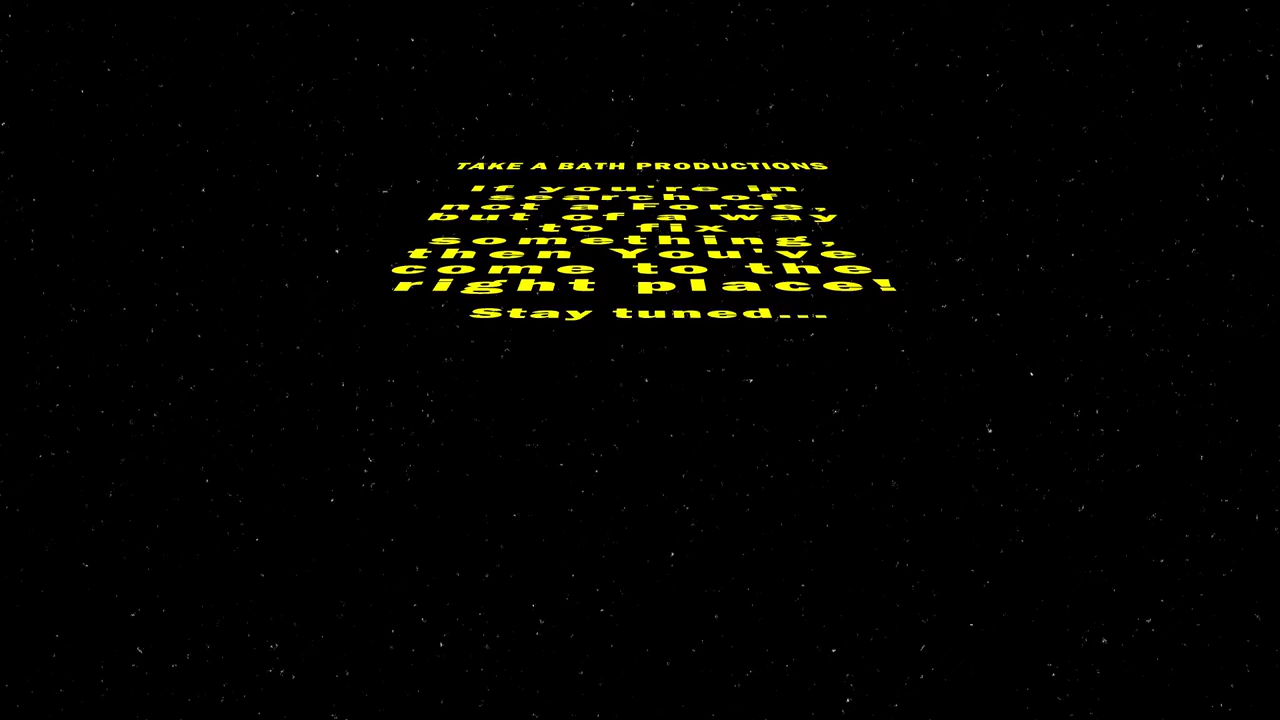 TAKE A BATH PRODUCTIONS
If you're in
search of
not a Force,
but of a way
to fix
something,
then You've
come to the
right place!
Stay tuned...